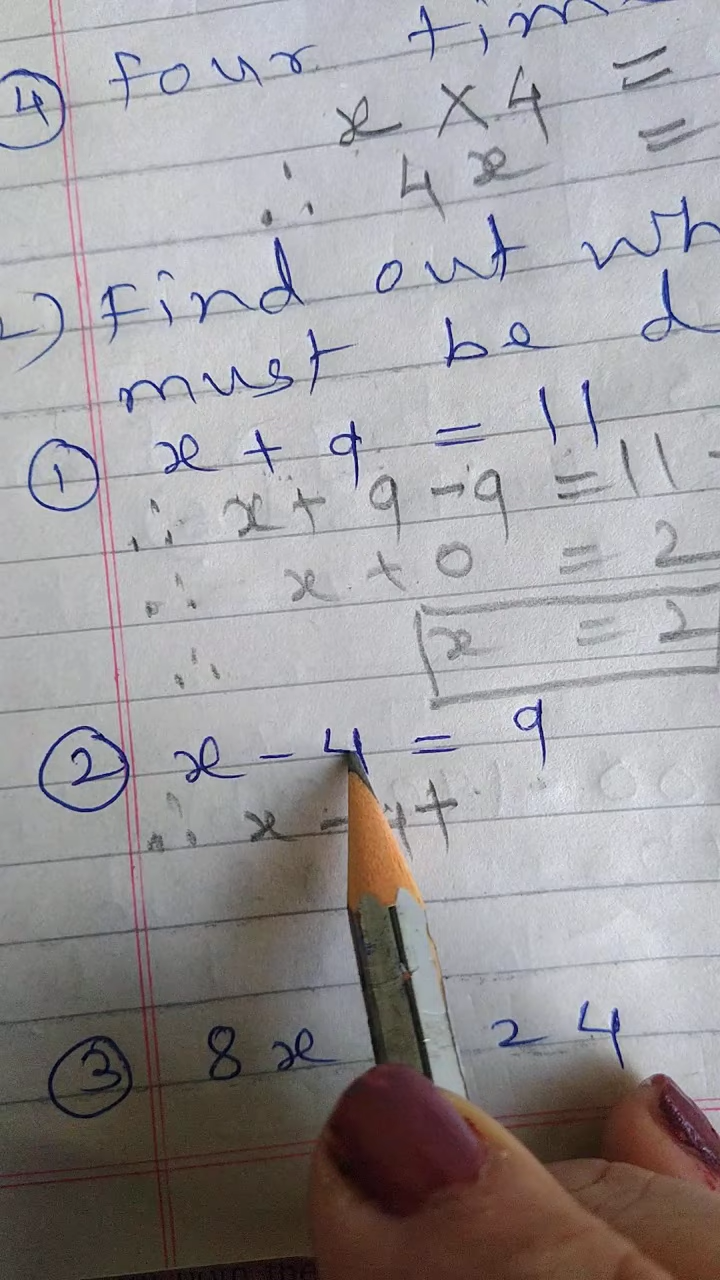 ④ four tim
x × 4 =
∴ 4x =
) Find out wh
must be d
① x + 9 = 11
∴ x + 9 - 9 = 11 -
∴ x + 0 = 2
∴ x = 2
② x - 4 = 9
∴ x - 4 +
③ 8x 24